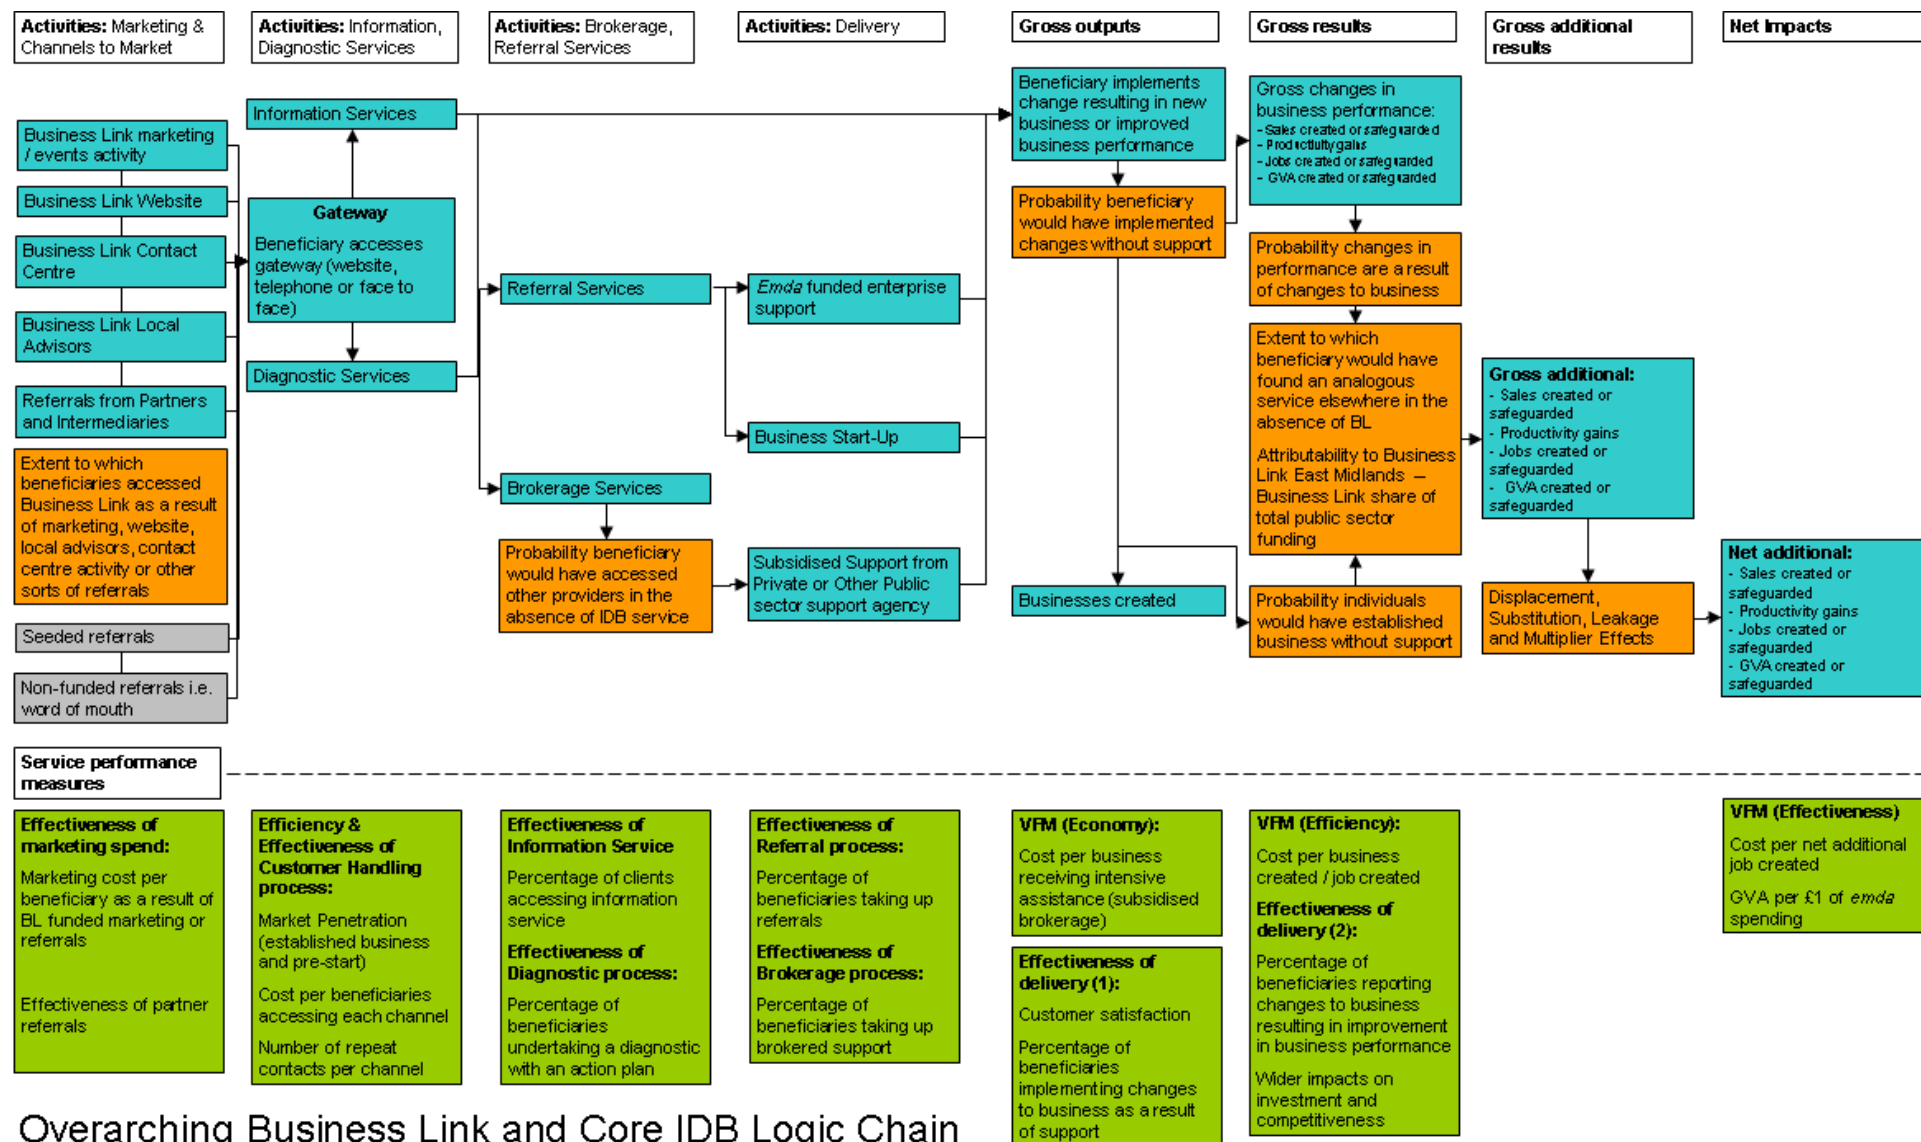 Activities: Marketing &
Channels to Market
Activities: Information,
Diagnostic Services
Activities: Brokerage,
Referral Services
Activities: Delivery
Gross outputs
Gross results
Gross additional
results
Net Impacts
Business Link marketing
/ events activity
Business Link Website
Business Link Contact
Centre
Business Link Local
Advisors
Referrals from Partners
and Intermediaries
Extent to which
beneficiaries accessed
Business Link as a result
of marketing, website,
local advisors, contact
centre activity or other
sorts of referrals
Seeded referrals
Non-funded referrals i.e.
word of mouth
Information Services
Gateway
Beneficiary accesses
gateway (website,
telephone or face to
face)
Diagnostic Services
Referral Services
Brokerage Services
Probability beneficiary
would have accessed
other providers in the
absence of IDB service
Emda funded enterprise
support
Business Start-Up
Subsidised Support from
Private or Other Public
sector support agency
Beneficiary implements
change resulting in new
business or improved
business performance
Probability beneficiary
would have implemented
changes without support
Businesses created
Gross changes in
business performance:
- Sales created or safeguarded
- Productivity gains
- Jobs created or safeguarded
- GVA created or safeguarded
Probability changes in
performance are a result
of changes to business
Extent to which
beneficiary would have
found an analogous
service elsewhere in the
absence of BL
Attributability to Business
Link East Midlands –
Business Link share of
total public sector
funding
Probability individuals
would have established
business without support
Gross additional:
- Sales created or
safeguarded
- Productivity gains
- Jobs created or
safeguarded
- GVA created or
safeguarded
Displacement,
Substitution, Leakage
and Multiplier Effects
Net additional:
- Sales created or
safeguarded
- Productivity gains
- Jobs created or
safeguarded
- GVA created or
safeguarded
Service performance
measures
Effectiveness of
marketing spend:
Marketing cost per
beneficiary as a result of
BL funded marketing or
referrals
Effectiveness of partner
referrals
Efficiency &
Effectiveness of
Customer Handling
process:
Market Penetration
(established business
and pre-start)
Cost per beneficiaries
accessing each channel
Number of repeat
contacts per channel
Effectiveness of
Information Service
Percentage of clients
accessing information
service
Effectiveness of
Diagnostic process:
Percentage of
beneficiaries
undertaking a diagnostic
with an action plan
Effectiveness of
Referral process:
Percentage of
beneficiaries taking up
referrals
Effectiveness of
Brokerage process:
Percentage of
beneficiaries taking up
brokered support
VFM (Economy):
Cost per business
receiving intensive
assistance (subsidised
brokerage)
Effectiveness of
delivery (1):
Customer satisfaction
Percentage of
beneficiaries
implementing changes
to business as a result
of support
VFM (Efficiency):
Cost per business
created / job created
Effectiveness of
delivery (2):
Percentage of
beneficiaries reporting
changes to business
resulting in improvement
in business performance
Wider impacts on
investment and
competitiveness
VFM (Effectiveness)
Cost per net additional
job created
GVA per £1 of emda
spending
Overarching Business Link and Core IDB Logic Chain